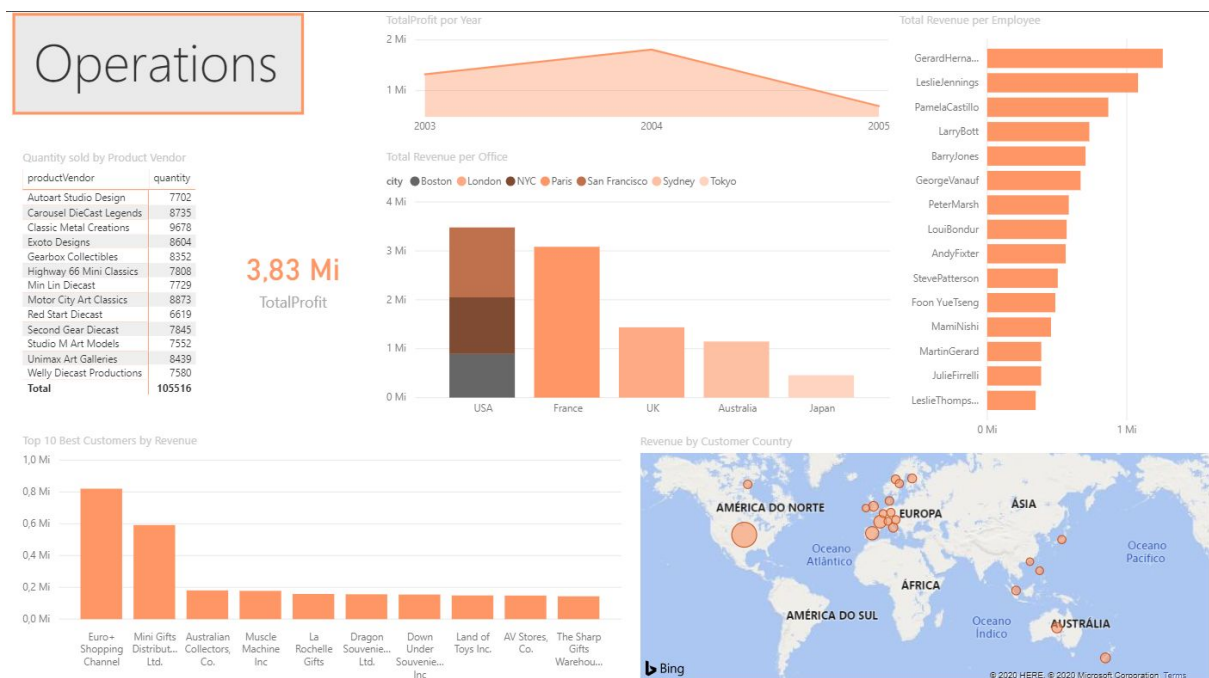 Operations
TotalProfit por Year
2 Mi
1 Mi
2003 2004 2005
Total Revenue per Employee
GerardHerna...
LeslieJennings
PamelaCastillo
LarryBott
BarryJones
GeorgeVanauf
PeterMarsh
LouiBondur
AndyFixter
StevePatterson
Foon YueTseng
MamiNishi
MartinGerard
JulieFirrelli
LeslieThomps...
0 Mi 1 Mi
Quantity sold by Product Vendor
productVendor quantity
Autoart Studio Design 7702
Carousel DieCast Legends 8735
Classic Metal Creations 9678
Exoto Designs 8604
Gearbox Collectibles 8352
Highway 66 Mini Classics 7808
Min Lin Diecast 7729
Motor City Art Classics 8873
Red Start Diecast 6619
Second Gear Diecast 7845
Studio M Art Models 7552
Unimax Art Galleries 8439
Welly Diecast Productions 7580
Total 105516
3,83 Mi
TotalProfit
Total Revenue per Office
city Boston London NYC Paris San Francisco Sydney Tokyo
4 Mi
3 Mi
2 Mi
1 Mi
0 Mi
USA France UK Australia Japan
Top 10 Best Customers by Revenue
1,0 Mi
0,8 Mi
0,6 Mi
0,4 Mi
0,2 Mi
0,0 Mi
Euro+ Mini Gifts Australian Muscle La Dragon Down Land of AV Stores, The Sharp
Shopping Distribut... Collectors, Machine Rochelle Souvenie... Under Toys Inc. Co. Gifts
Channel Ltd. Co. Inc Gifts Ltd. Souvenie... Warehou...
Inc
Revenue by Customer Country
AMÉRICA DO NORTE
EUROPA
ÁSIA
Oceano
Atlântico
Oceano
Pacífico
ÁFRICA
AMÉRICA DO SUL
Oceano
Índico
AUSTRÁLIA
Bing
© 2020 HERE, © 2020 Microsoft Corporation Terms